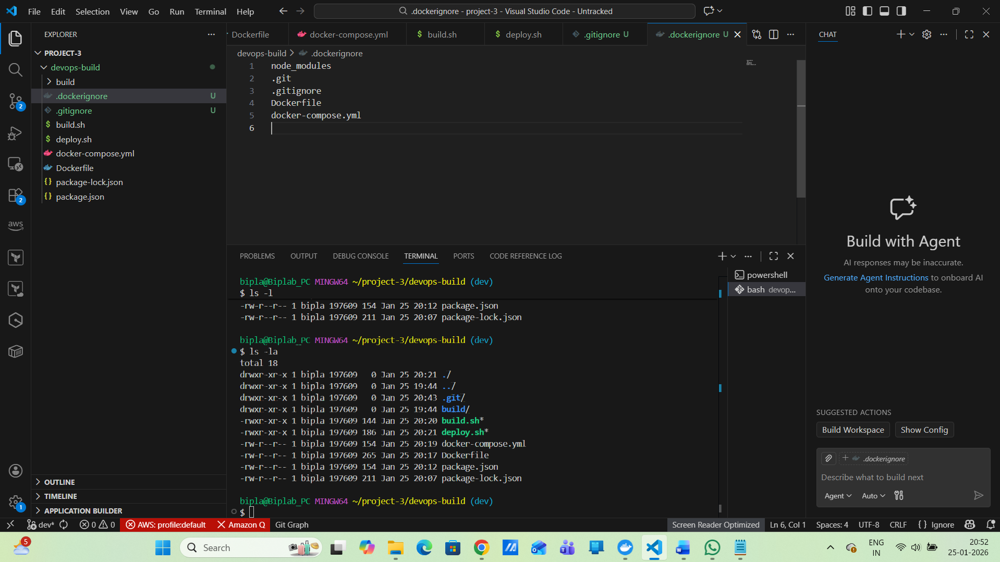 File Edit Selection View Go Run Terminal Help
.dockerignore - project-3 - Visual Studio Code - Untracked
EXPLORER
PROJECT-3
devops-build
build
.dockerignore U
.gitignore U
build.sh
deploy.sh
docker-compose.yml
Dockerfile
package-lock.json
package.json
OUTLINE
TIMELINE
APPLICATION BUILDER
2
2
aws
1
Dockerfile docker-compose.yml build.sh deploy.sh .gitignore U .dockerignore U
devops-build > .dockerignore
1 node_modules
2 .git
3 .gitignore
4 Dockerfile
5 docker-compose.yml
6
PROBLEMS OUTPUT DEBUG CONSOLE TERMINAL PORTS CODE REFERENCE LOG
bipla@Biplab_PC MINGW64 ~/project-3/devops-build (dev)
$ ls -l
-rw-r--r-- 1 bipla 197609 154 Jan 25 20:12 package.json
-rw-r--r-- 1 bipla 197609 211 Jan 25 20:07 package-lock.json
bipla@Biplab_PC MINGW64 ~/project-3/devops-build (dev)
$ ls -la
total 18
drwxr-xr-x 1 bipla 197609   0 Jan 25 20:21 ./
drwxr-xr-x 1 bipla 197609   0 Jan 25 19:44 ../
drwxr-xr-x 1 bipla 197609   0 Jan 25 20:43 .git/
drwxr-xr-x 1 bipla 197609   0 Jan 25 19:44 build/
-rwxr-xr-x 1 bipla 197609 144 Jan 25 20:20 build.sh*
-rwxr-xr-x 1 bipla 197609 186 Jan 25 20:21 deploy.sh*
-rw-r--r-- 1 bipla 197609 154 Jan 25 20:19 docker-compose.yml
-rw-r--r-- 1 bipla 197609 265 Jan 25 20:17 Dockerfile
-rw-r--r-- 1 bipla 197609 154 Jan 25 20:12 package.json
-rw-r--r-- 1 bipla 197609 211 Jan 25 20:07 package-lock.json
bipla@Biplab_PC MINGW64 ~/project-3/devops-build (dev)
$
powershell
bash devop...
CHAT
Build with Agent
AI responses may be inaccurate.
Generate Agent Instructions to onboard AI
onto your codebase.
SUGGESTED ACTIONS
Build Workspace Show Config
.dockerignore
Describe what to build next
Agent Auto
dev* 0 0 AWS: profile:default Amazon Q Git Graph Screen Reader Optimized Ln 6, Col 1 Spaces: 4 UTF-8 CRLF {} Ignore
5
Search
ENG
IN
20:52
25-01-2026